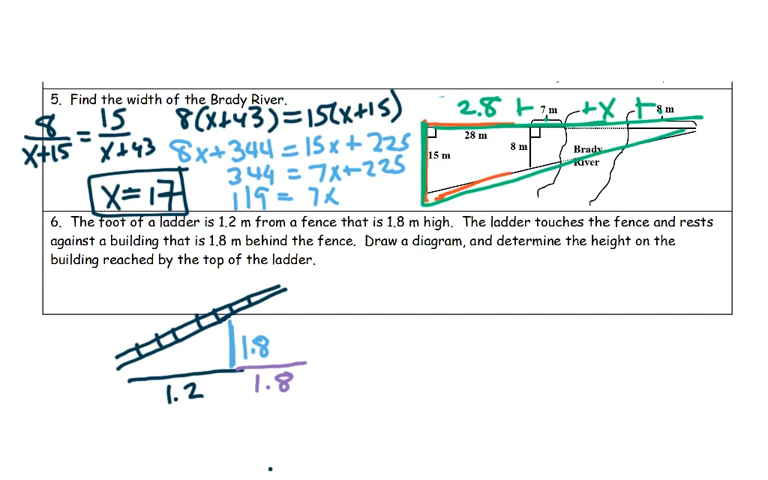 5. Find the width of the Brady River.
8/x+15 = 15/x+43
8(x+43)=15(x+15)
8x+344 = 15x+225
344 = 7x+225
119 = 7x
x=17
2.8 + 7 m +x + 8 m
28 m
15 m
8 m
Brady
River
6. The foot of a ladder is 1.2 m from a fence that is 1.8 m high. The ladder touches the fence and rests
against a building that is 1.8 m behind the fence. Draw a diagram, and determine the height on the
building reached by the top of the ladder.
1.8
1.2
1.8